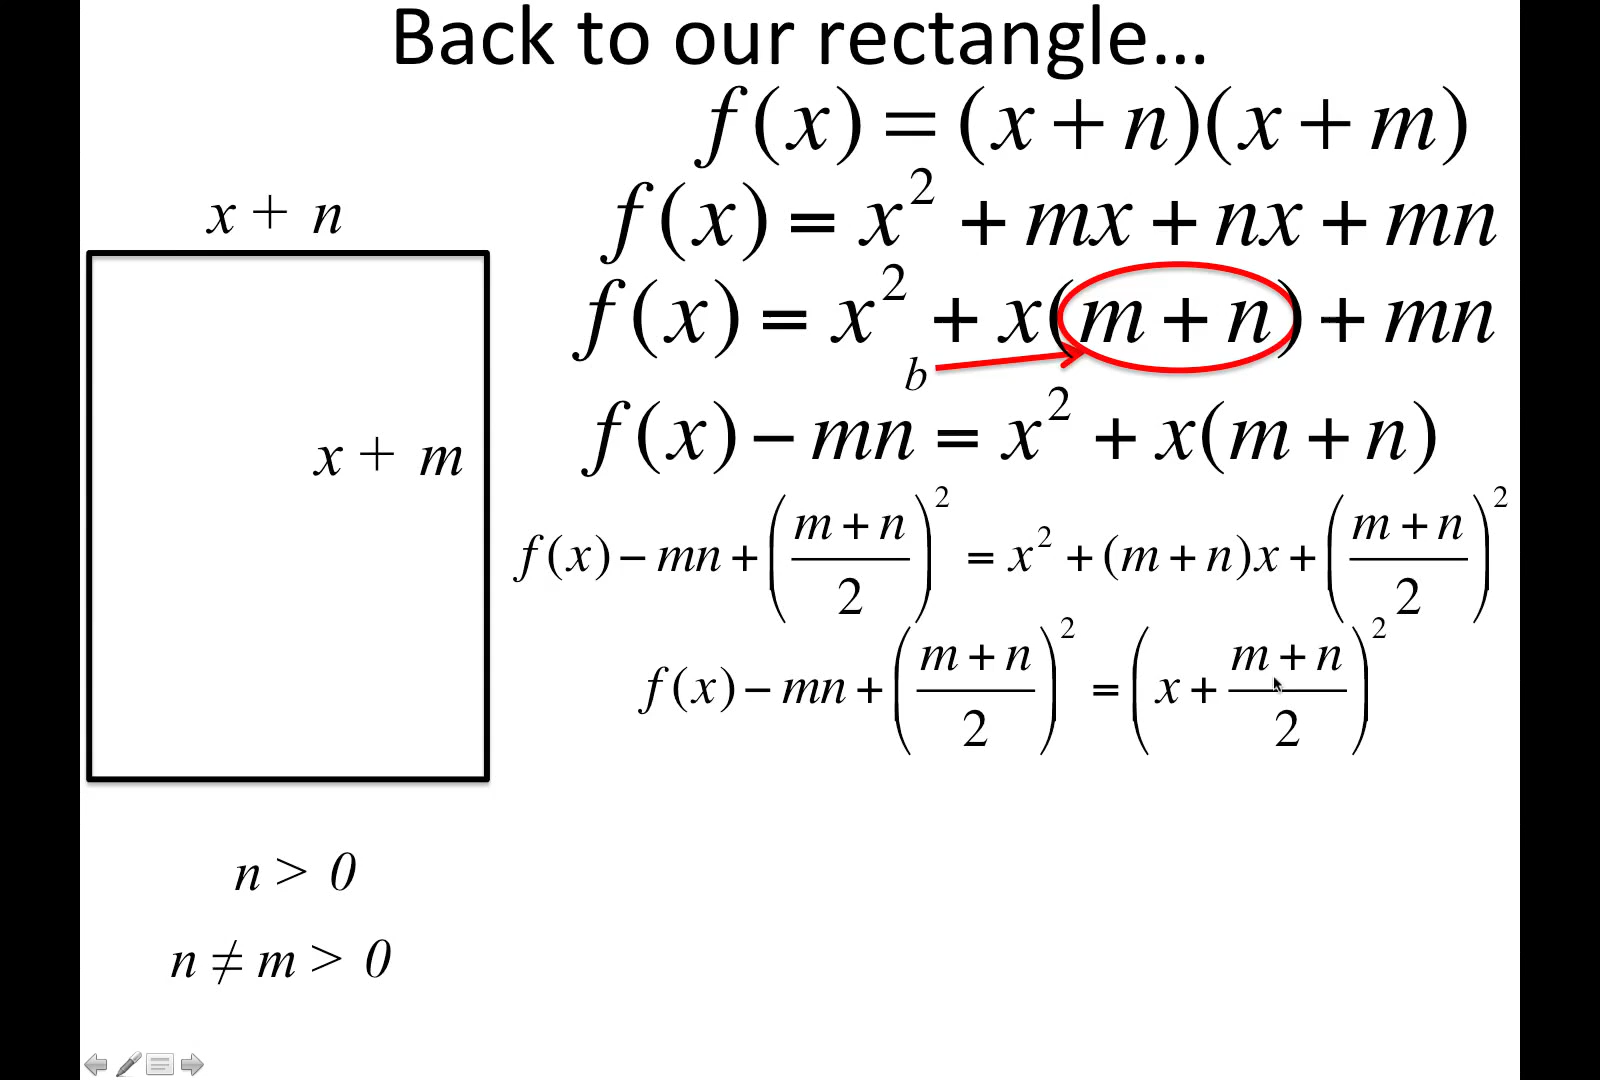 Back to our rectangle...
f(x) = (x + n)(x + m)
f(x) = x² + mx + nx + mn
f(x) = x² + x(m + n) + mn
b
f(x) − mn = x² + x(m + n)
f(x) − mn + ((m + n)/2)² = x² + (m + n)x + ((m + n)/2)²
f(x) − mn + ((m + n)/2)² = (x + (m + n)/2)²
x + n
x + m
n > 0
n ≠ m > 0